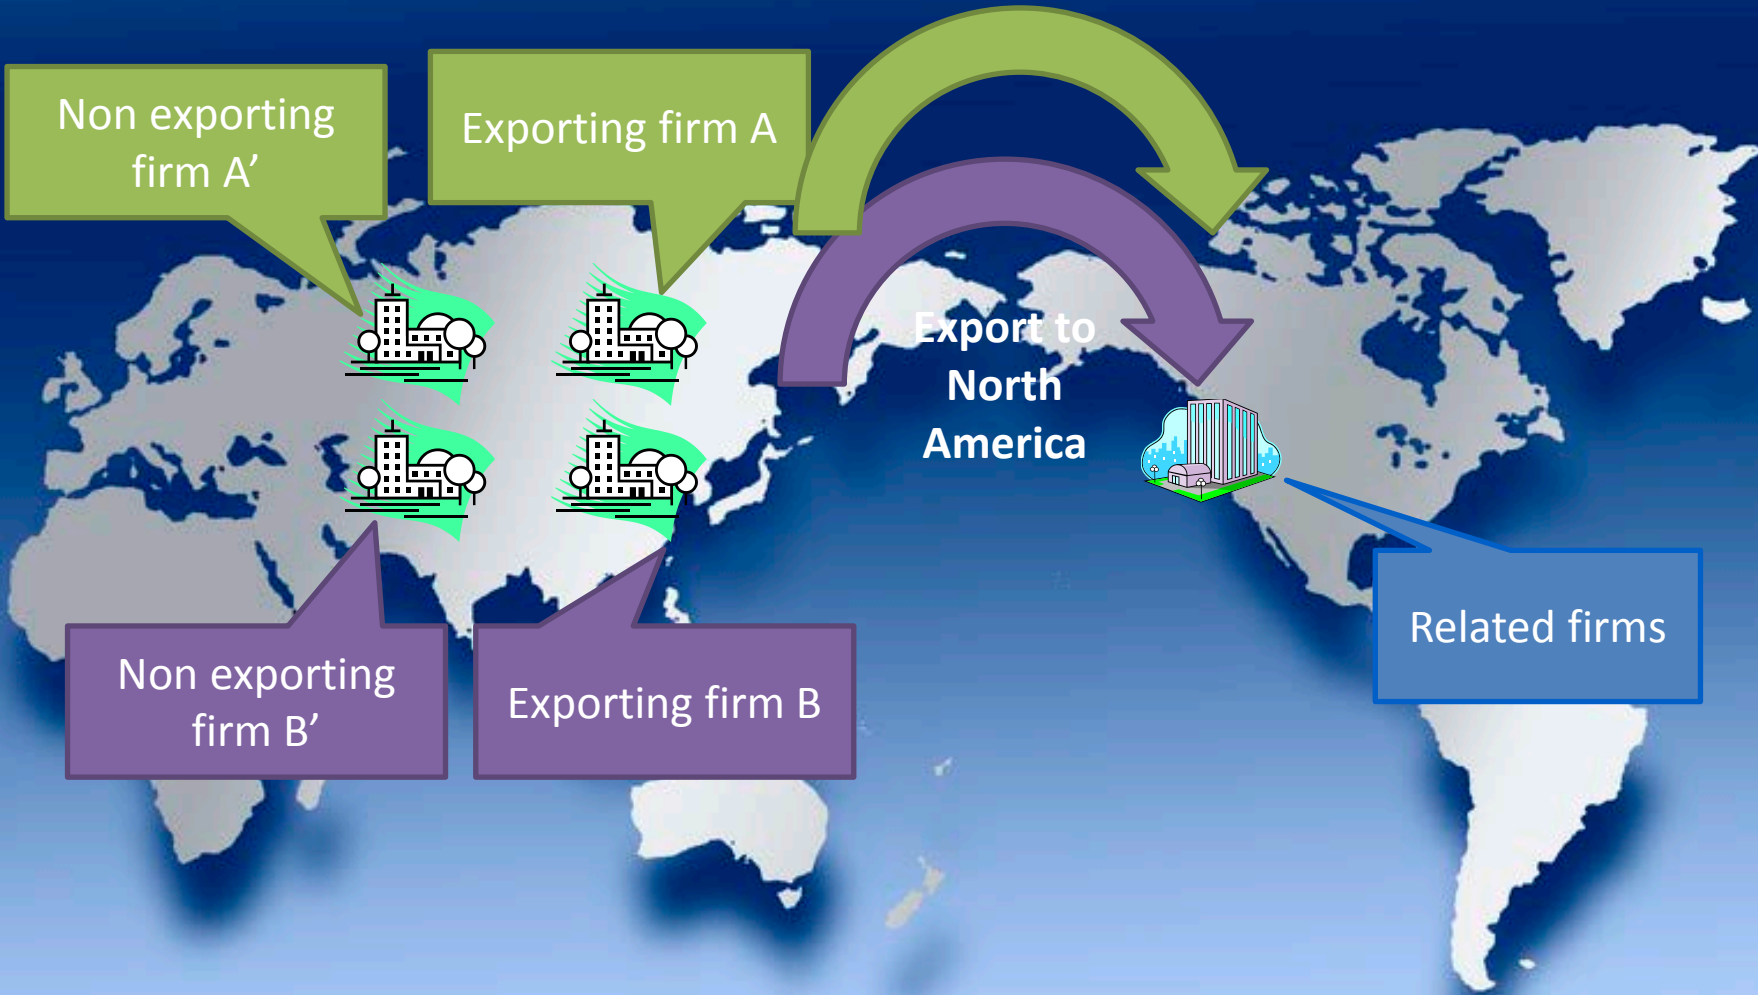 Non exporting
firm A’
Exporting firm A
Export to
North
America
Non exporting
firm B’
Exporting firm B
Related firms